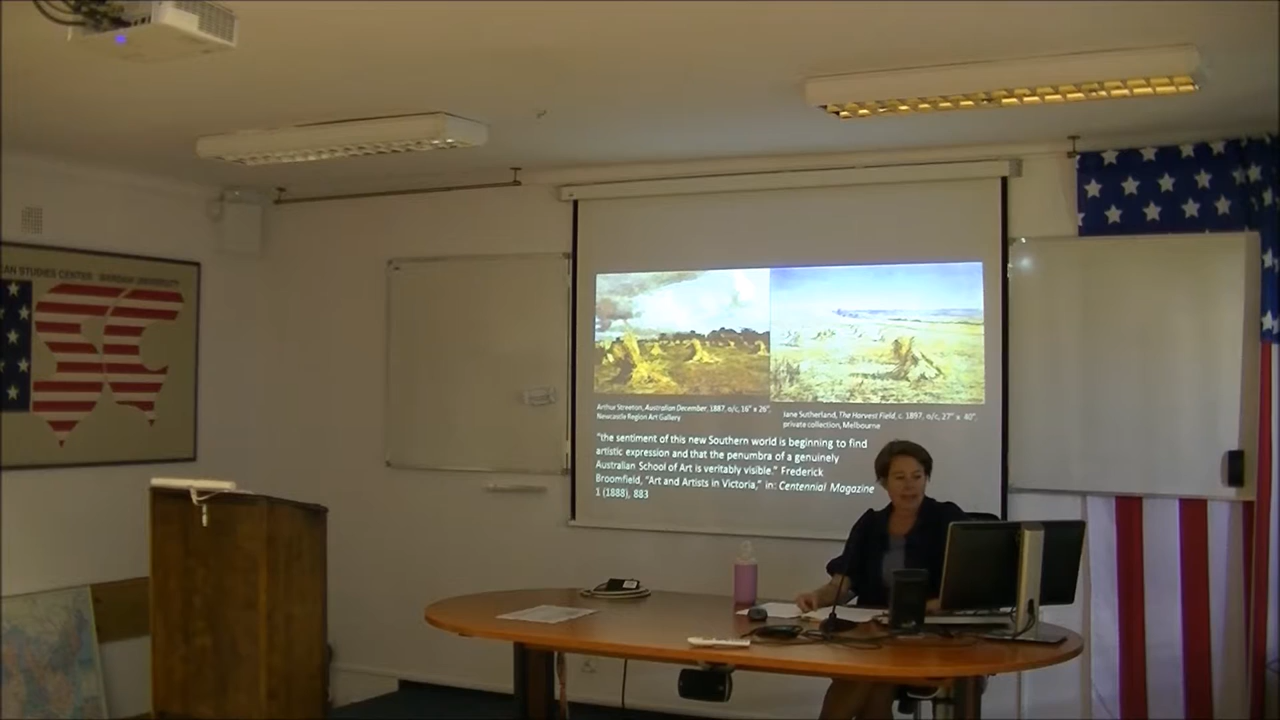 AN STUDIES CENTER WARSAW UNIVERSITY
Arthur Streeton, Australian December, 1887, o/c, 16" x 26",
Newcastle Region Art Gallery
Jane Sutherland, The Harvest Field, c. 1897, o/c, 27" x 40",
private collection, Melbourne
"the sentiment of this new Southern world is beginning to find
artistic expression and that the penumbra of a genuinely
Australian School of Art is veritably visible." Frederick
Broomfield, "Art and Artists in Victoria," in: Centennial Magazine
1 (1888), 883